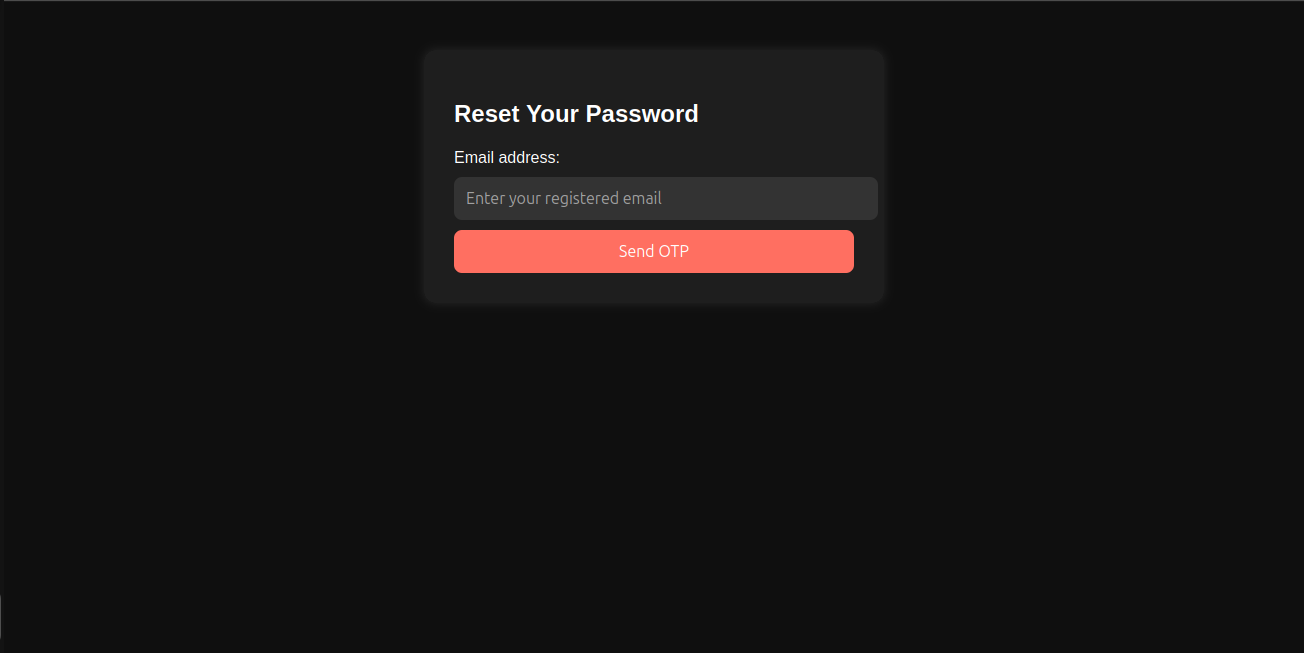 Reset Your Password
Email address:
Enter your registered email
Send OTP